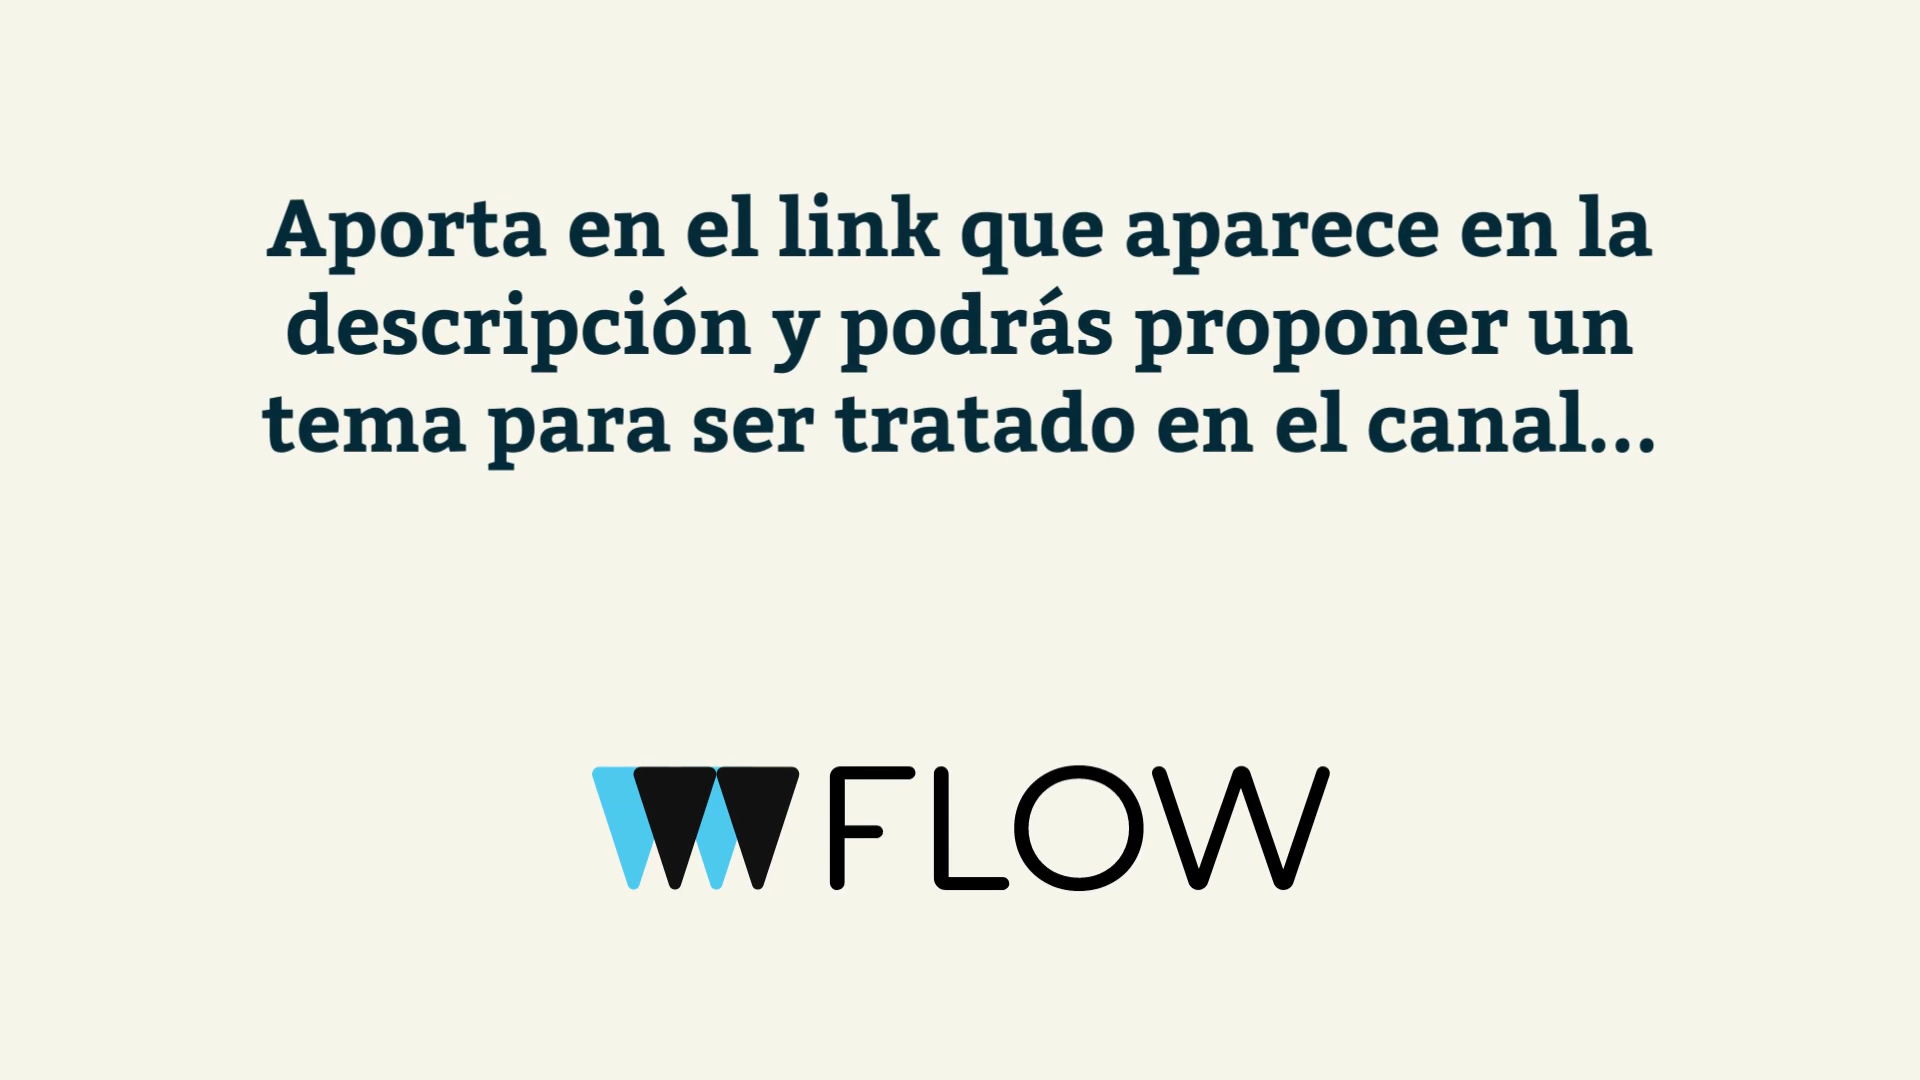 Aporta en el link que aparece en la
descripción y podrás proponer un
tema para ser tratado en el canal...
FLOW